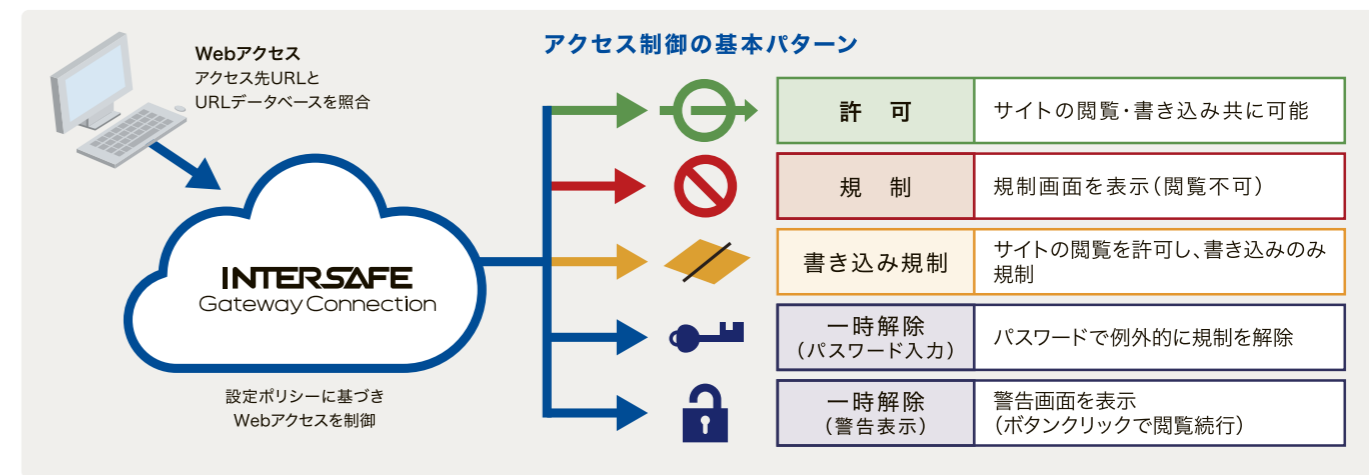 Webアクセス
アクセス先URLと
URLデータベースを照合
INTERSAFE
Gateway Connection
設定ポリシーに基づき
Webアクセスを制御
アクセス制御の基本パターン
許 可
サイトの閲覧・書き込み共に可能
規 制
規制画面を表示(閲覧不可)
書き込み規制
サイトの閲覧を許可し、書き込みのみ
規制
一時解除
(パスワード入力)
パスワードで例外的に規制を解除
一時解除
(警告表示)
警告画面を表示
(ボタンクリックで閲覧続行)